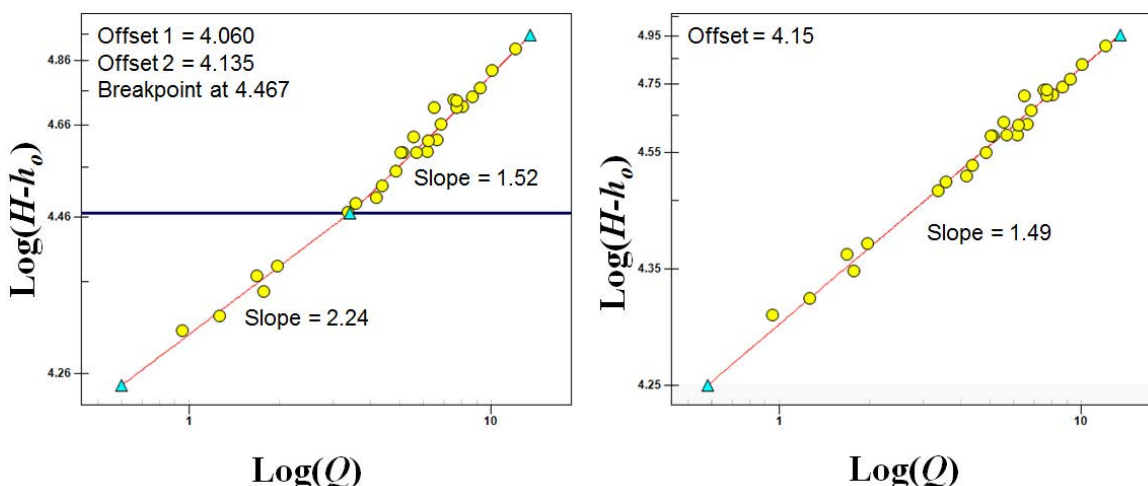 Offset 1 = 4.060
Offset 2 = 4.135
Breakpoint at 4.467
4.86
4.66
4.46
4.26
Slope = 1.52
Slope = 2.24
1
10
Log(H-ho)
Log(Q)
Offset = 4.15
4.95
4.75
4.55
4.35
4.25
Slope = 1.49
1
10
Log(H-ho)
Log(Q)